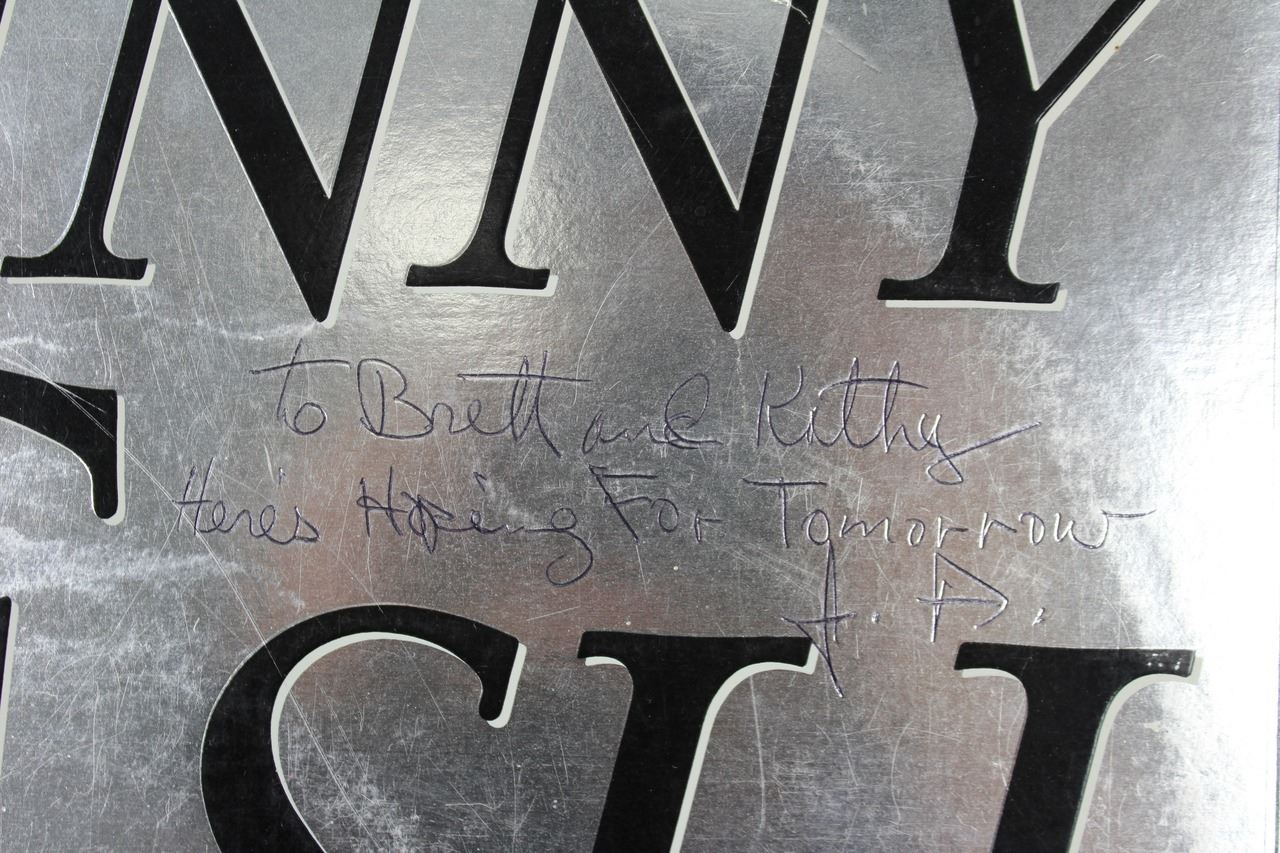 NNY
to Brett and Kathy
Here's Hoping For Tomorrow
J. D.